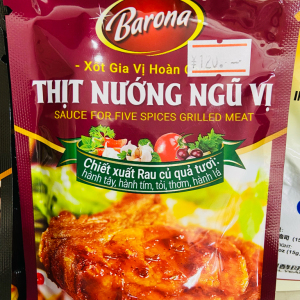 Barona
¥120.-
- Xốt Gia Vị Hoàn
THỊT NƯỚNG NGŨ VỊ
SAUCE FOR FIVE SPICES GRILLED MEAT
Chiết xuất Rau củ quả tươi:
hành tây, hành tím, tỏi, thơm, hành lá